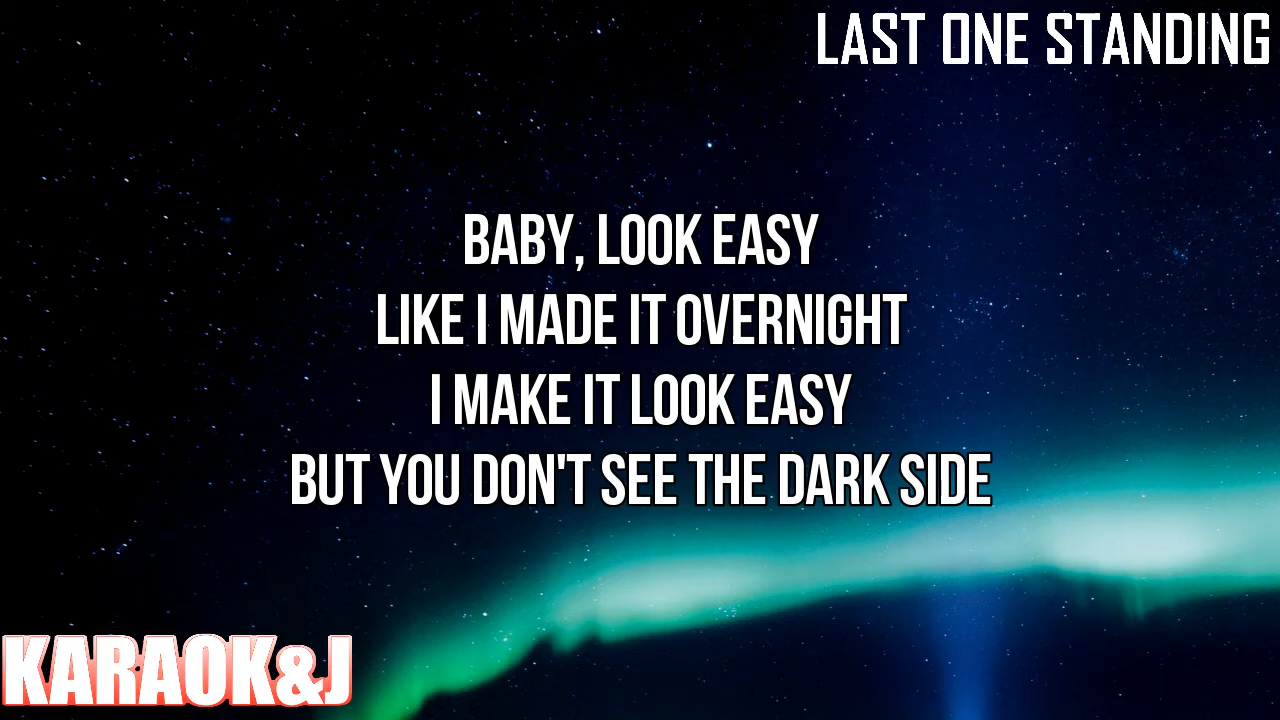 LAST ONE STANDING
BABY, LOOK EASY
LIKE I MADE IT OVERNIGHT
I MAKE IT LOOK EASY
BUT YOU DON'T SEE THE DARK SIDE
KARAOK&J